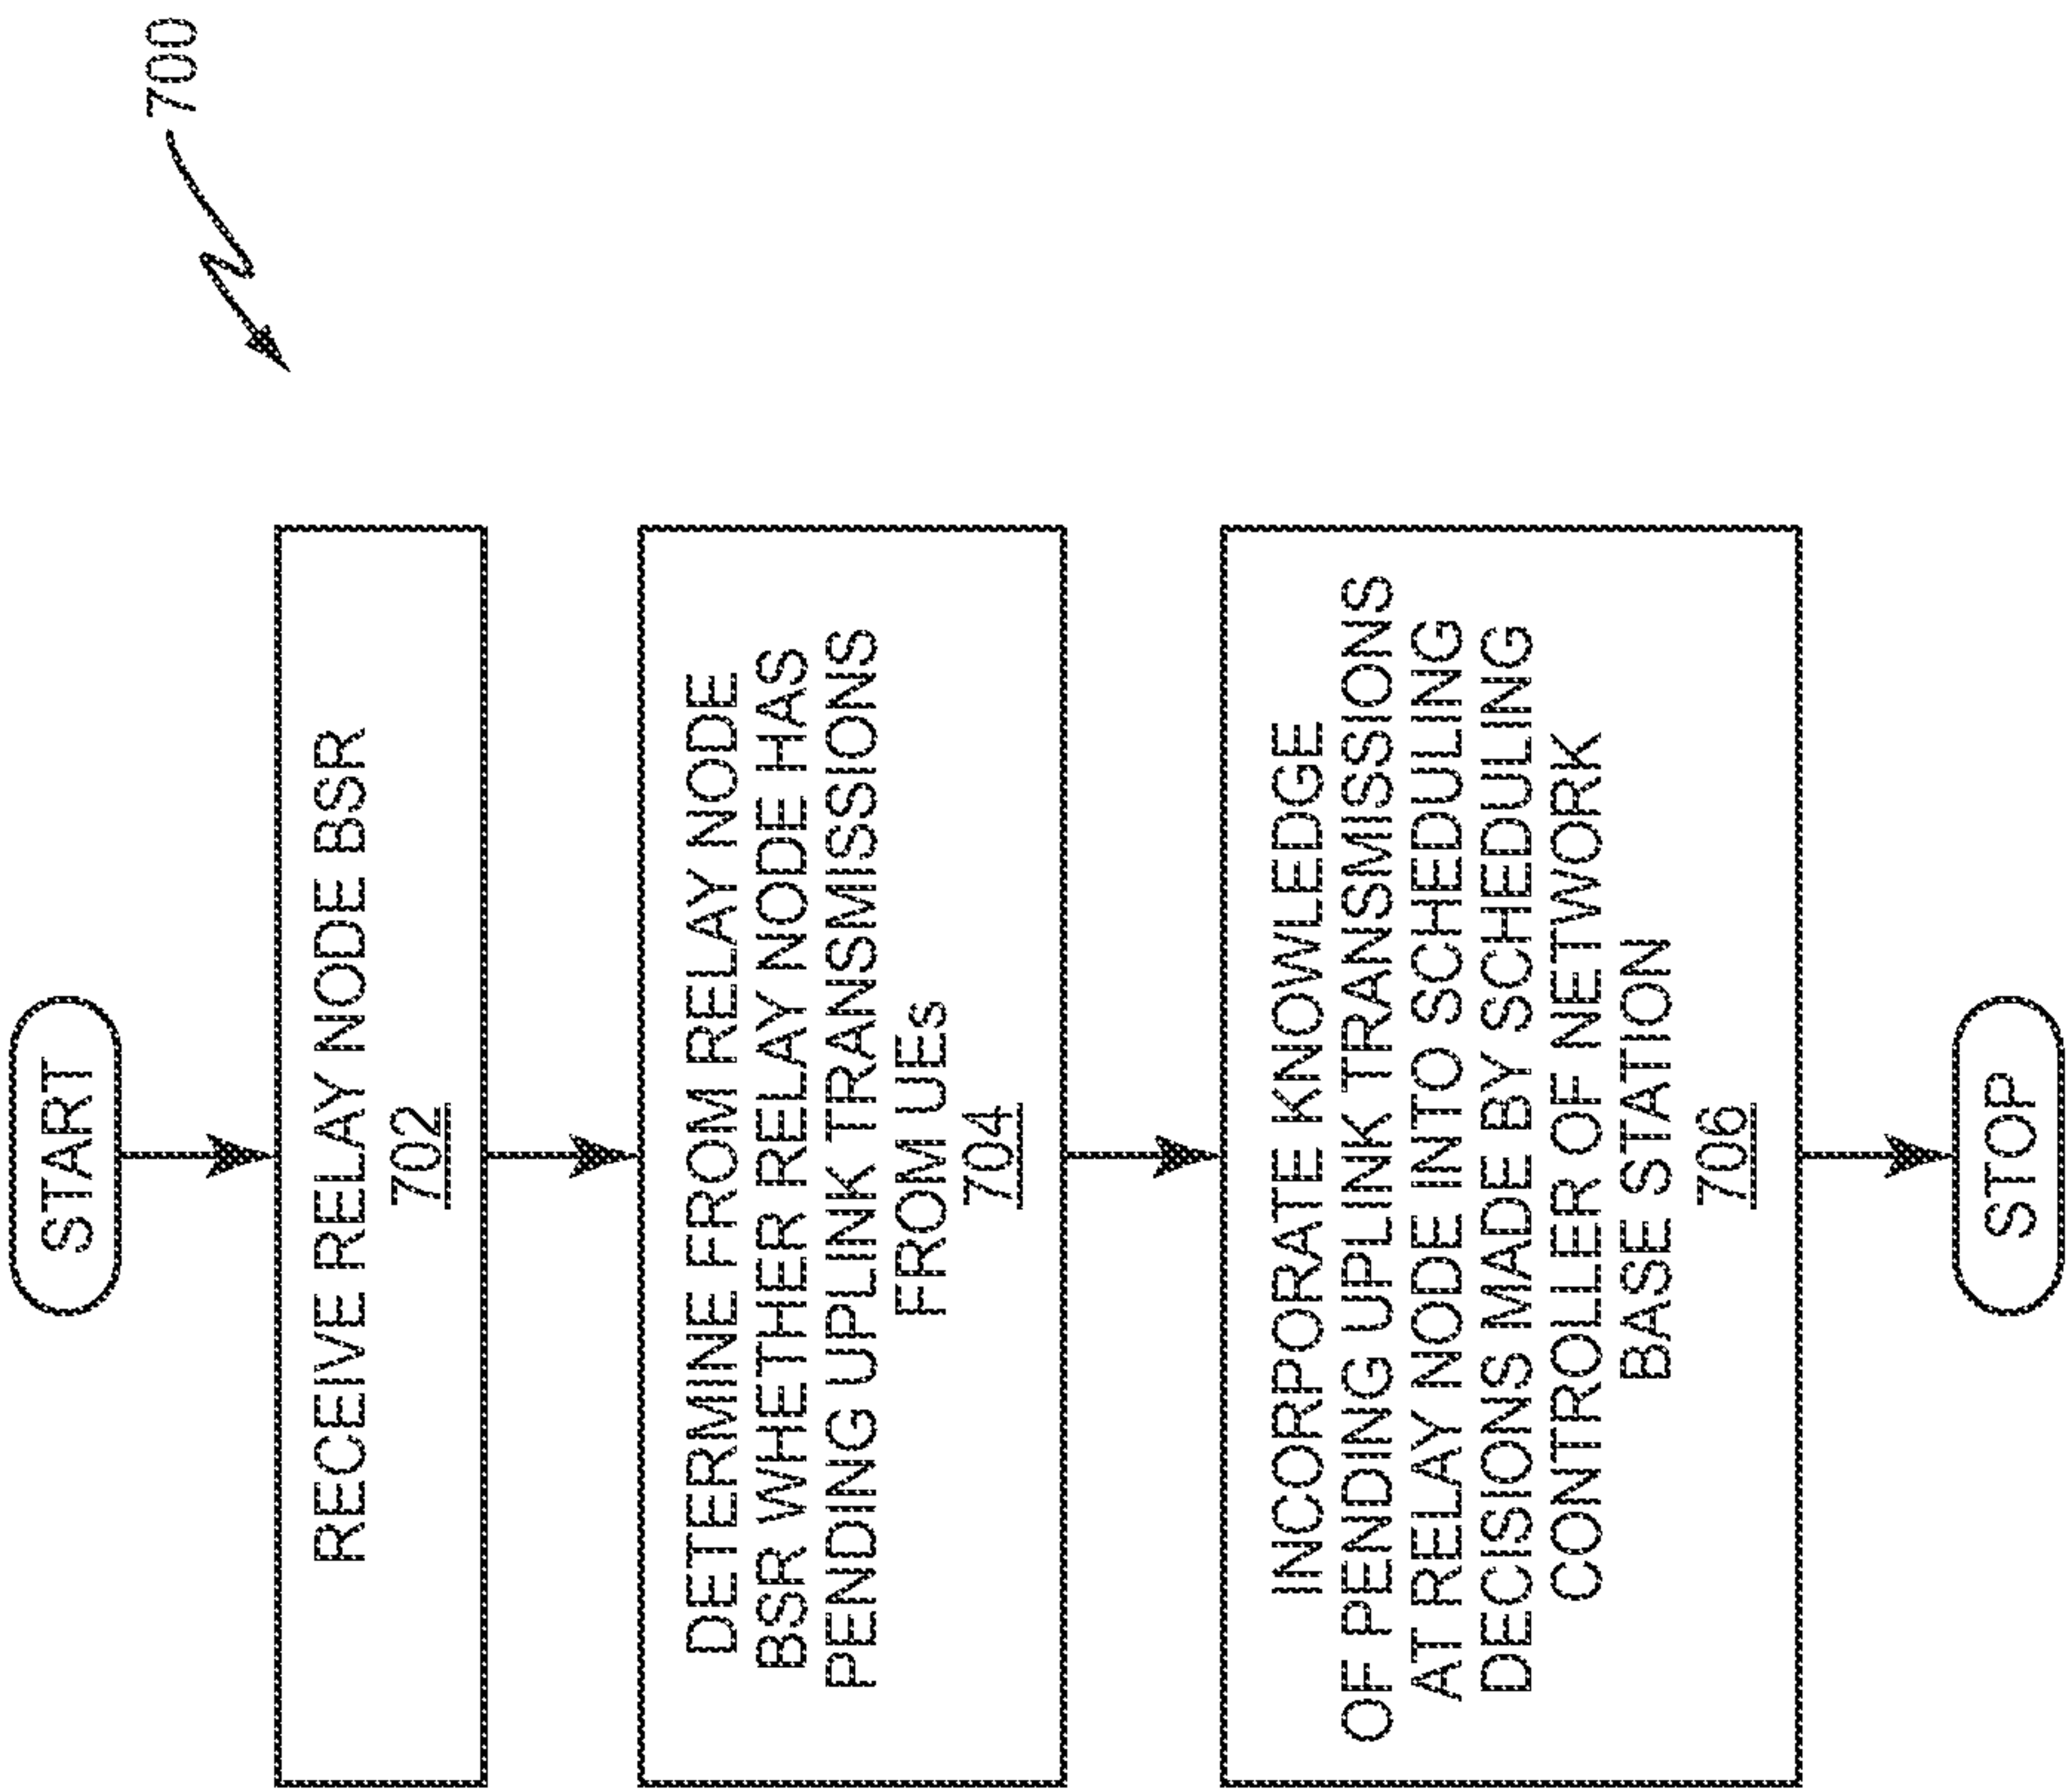 700
START
RECEIVE RELAY NODE BSR
702
DETERMINE FROM RELAY NODE
BSR WHETHER RELAY NODE HAS
PENDING UPLINK TRANSMISSIONS
FROM UEs
704
INCORPORATE KNOWLEDGE
OF PENDING UPLINK TRANSMISSIONS
AT RELAY NODE INTO SCHEDULING
DECISIONS MADE BY SCHEDULING
CONTROLLER OF NETWORK
BASE STATION
706
STOP